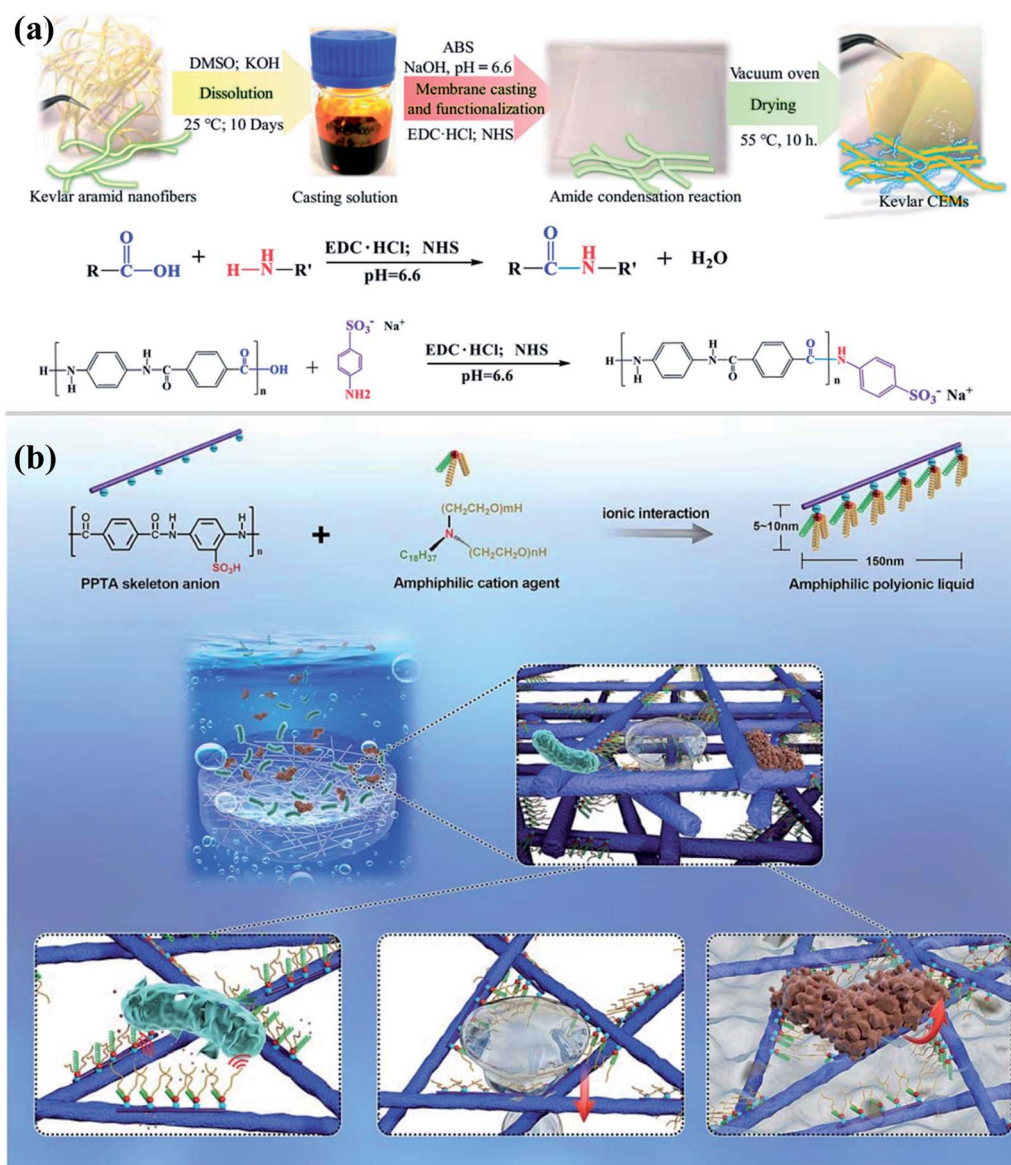 (a)
DMSO; KOH
Dissolution
25 °C; 10 Days
ABS
NaOH, pH = 6.6
Membrane casting
and functionalization
EDC·HCl; NHS
Vacuum oven
Drying
55 °C, 10 h.
Kevlar aramid nanofibers
Casting solution
Amide condensation reaction
Kevlar CEMs
R C O OH + H N H R' EDC·HCl; NHS pH=6.6 R C O N H R' + H₂O
H N H N H C O C O OH n + SO₃⁻ Na⁺ NH2 EDC·HCl; NHS pH=6.6 H N H N H C O C O n H N SO₃⁻ Na⁺
(b)
C O C O N H N H n SO₃H
PPTA skeleton anion
+
(CH₂CH₂O)mH
N
C₁₈H₃₇
(CH₂CH₂O)nH
Amphiphilic cation agent
ionic interaction
5~10nm
150nm
Amphiphilic polyionic liquid